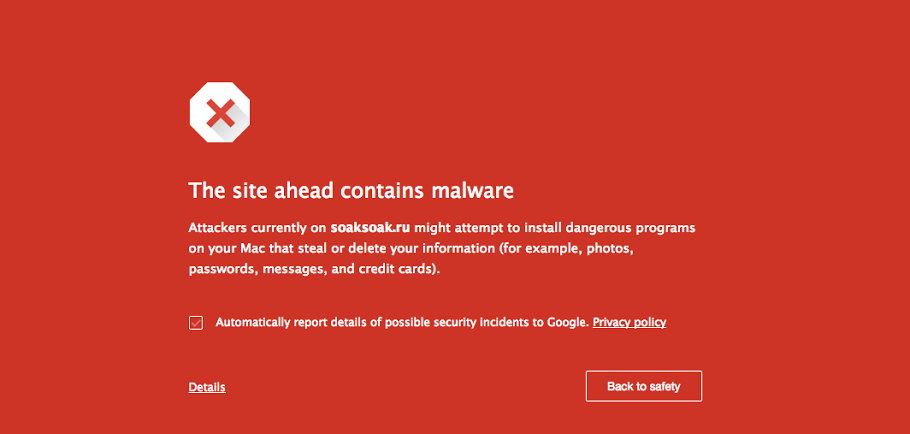 The site ahead contains malware
Attackers currently on soaksoak.ru might attempt to install dangerous programs
on your Mac that steal or delete your information (for example, photos,
passwords, messages, and credit cards).
Automatically report details of possible security incidents to Google. Privacy policy
Details
Back to safety